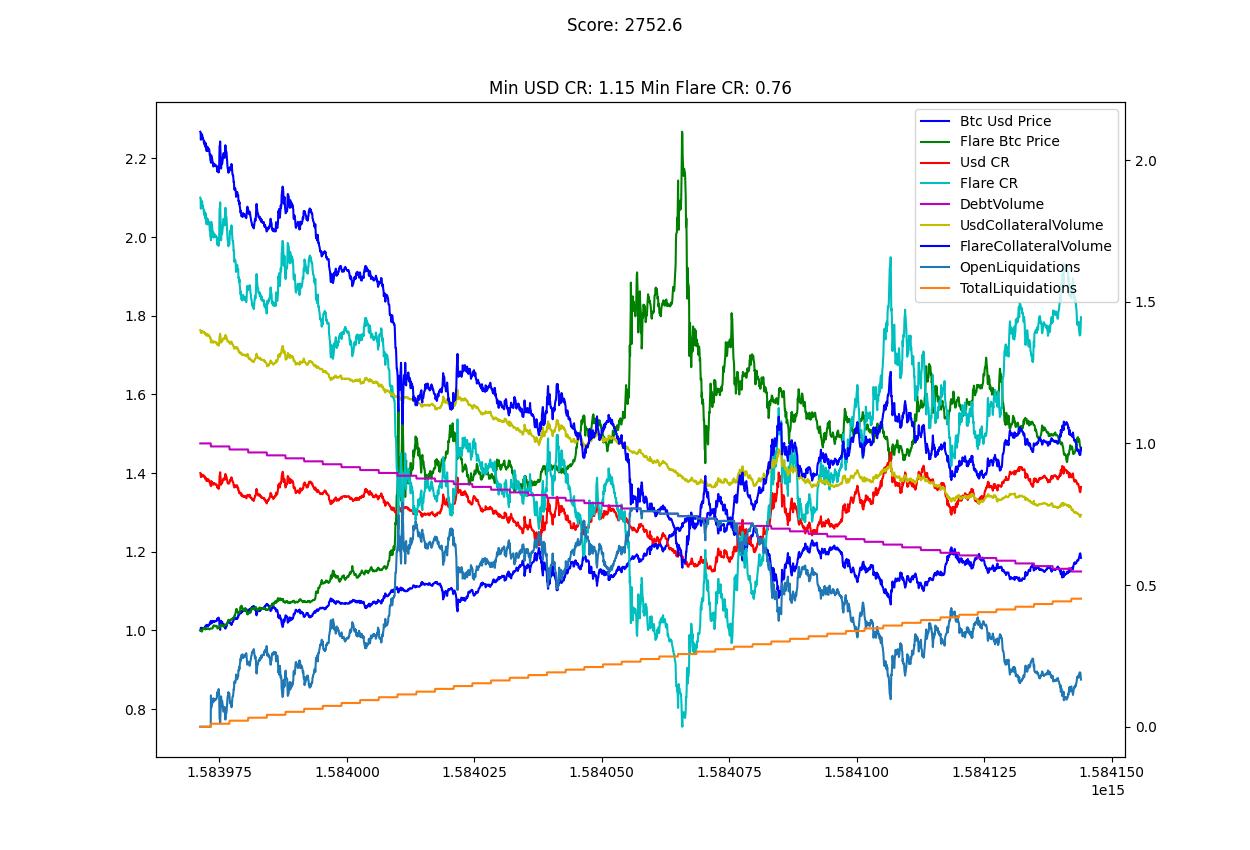 Score: 2752.6
Min USD CR: 1.15 Min Flare CR: 0.76
Btc Usd Price
Flare Btc Price
Usd CR
Flare CR
DebtVolume
UsdCollateralVolume
FlareCollateralVolume
OpenLiquidations
TotalLiquidations
2.2
2.0
1.8
1.6
1.4
1.2
1.0
0.8
2.0
1.5
1.0
0.5
0.0
1.583975
1.584000
1.584025
1.584050
1.584075
1.584100
1.584125
1.584150
1e15